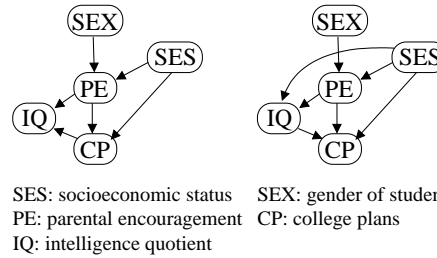 SEX SEX
SES SES
PE PE
IQ IQ
CP CP
SES: socioeconomic status SEX: gender of studen
PE: parental encouragement CP: college plans
IQ: intelligence quotient